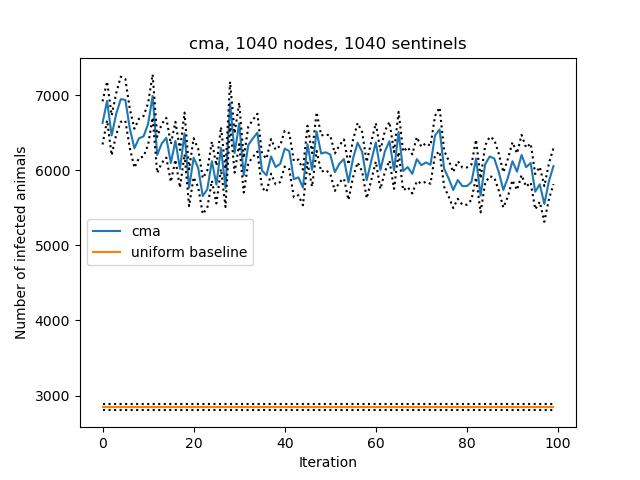 cma, 1040 nodes, 1040 sentinels
Number of infected animals
7000
6000
5000
4000
3000
cma
uniform baseline
0 20 40 60 80 100
Iteration